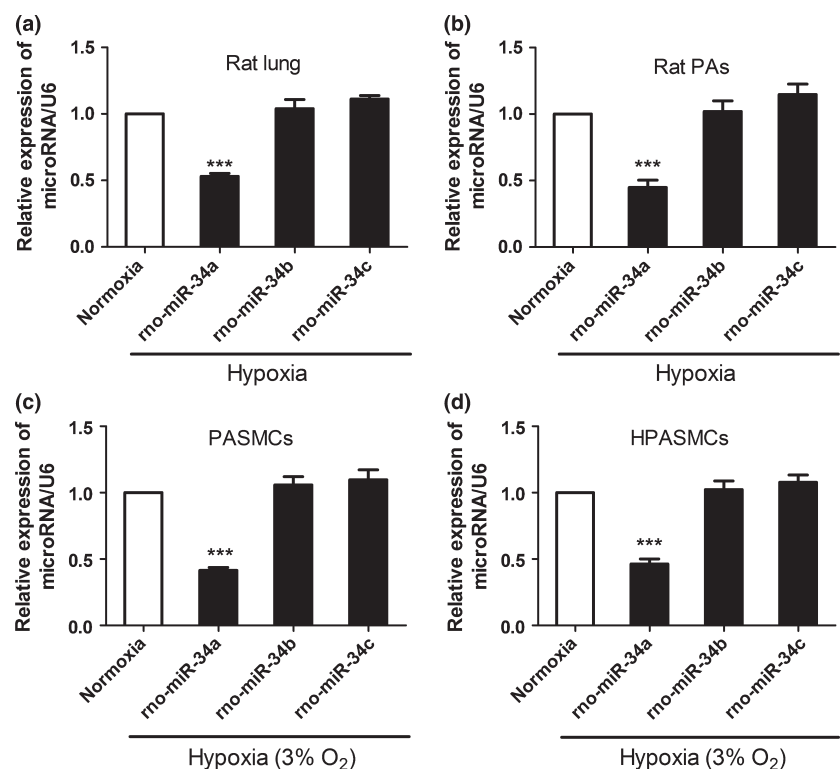 (a)
Rat lung
Relative expression of
microRNA/U6
1.5
1.0
0.5
0.0
***
Normoxia
rno-miR-34a
rno-miR-34b
rno-miR-34c
Hypoxia
(b)
Rat PAs
Relative expression of
microRNA/U6
1.5
1.0
0.5
0.0
***
Normoxia
rno-miR-34a
rno-miR-34b
rno-miR-34c
Hypoxia
(c)
PASMCs
Relative expression of
microRNA/U6
1.5
1.0
0.5
0.0
***
Normoxia
rno-miR-34a
rno-miR-34b
rno-miR-34c
Hypoxia (3% O₂)
(d)
HPASMCs
Relative expression of
microRNA/U6
1.5
1.0
0.5
0.0
***
Normoxia
rno-miR-34a
rno-miR-34b
rno-miR-34c
Hypoxia (3% O₂)